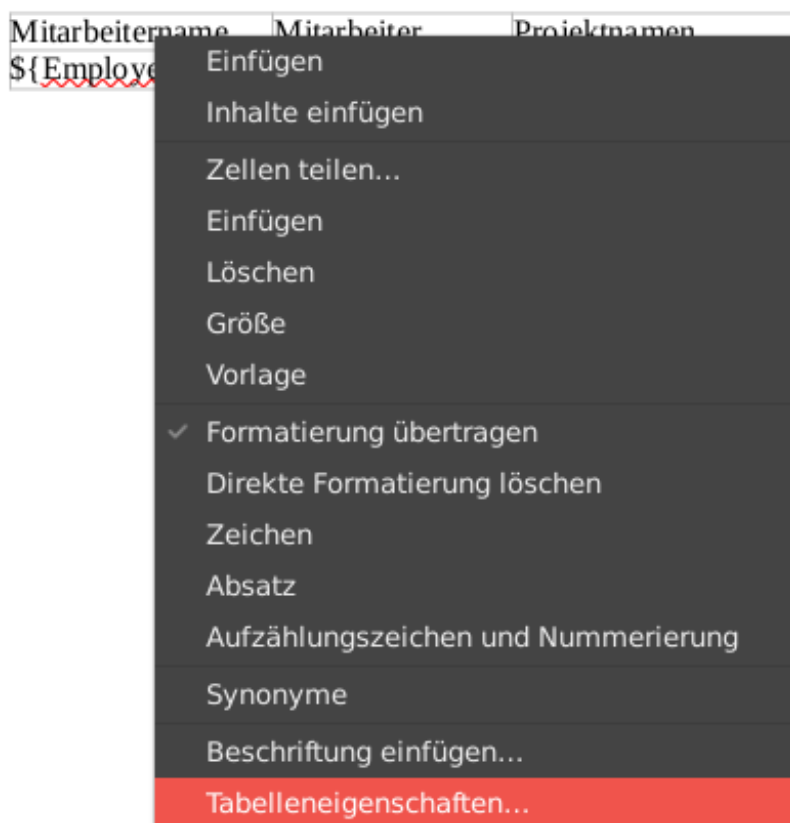 Mitarbeitername Mitarbeiter Projektnamen
${Employe
Einfügen
Inhalte einfügen
Zellen teilen...
Einfügen
Löschen
Größe
Vorlage
Formatierung übertragen
Direkte Formatierung löschen
Zeichen
Absatz
Aufzählungszeichen und Nummerierung
Synonyme
Beschriftung einfügen...
Tabelleneigenschaften...